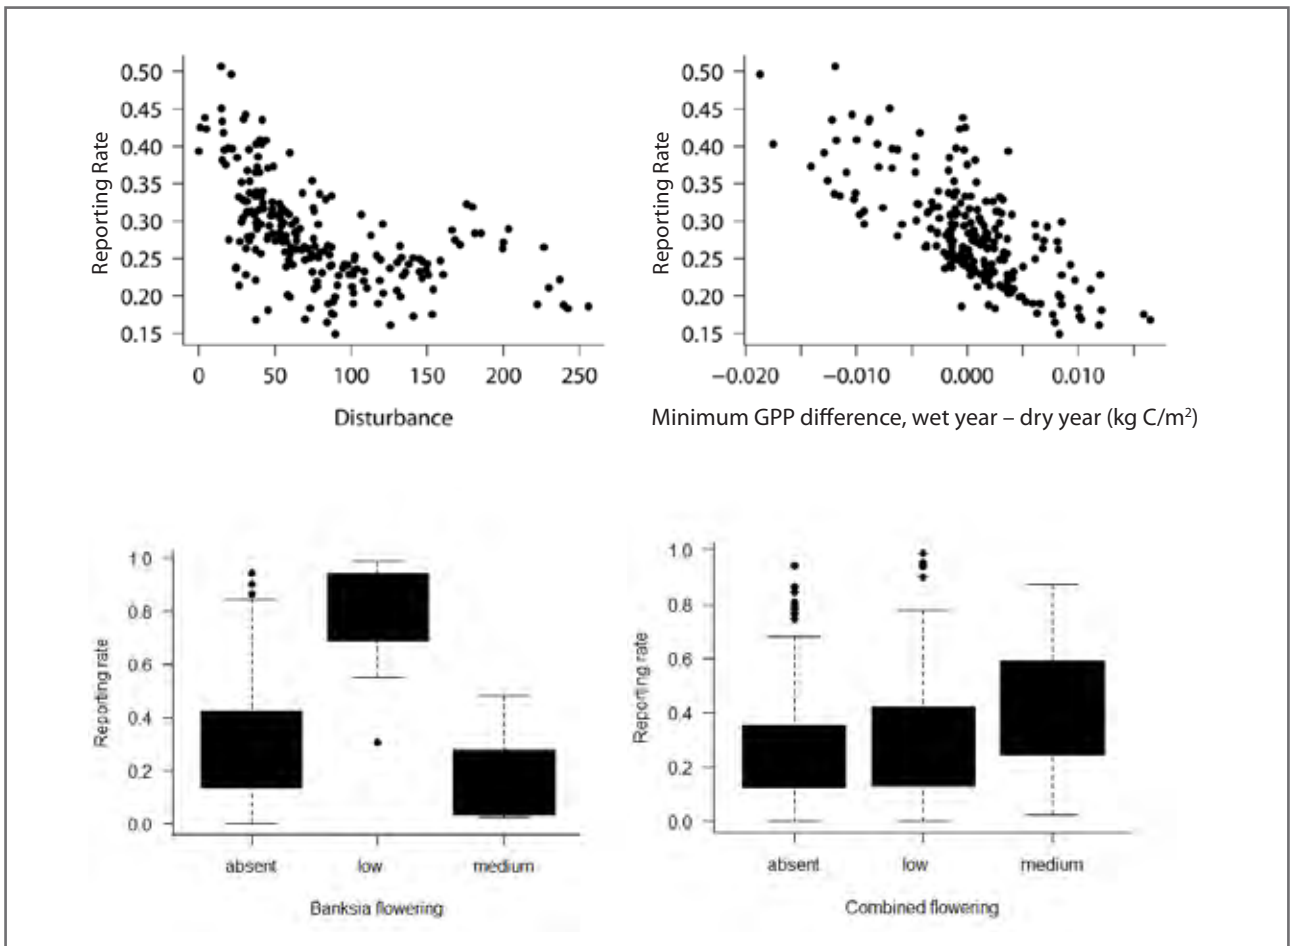 0.50
0.45
0.40
0.35
0.30
0.25
0.20
0.15
Reporting Rate
0 50 100 150 200 250
Disturbance
0.50
0.45
0.40
0.35
0.30
0.25
0.20
0.15
Reporting Rate
−0.020 −0.010 0.000 0.010
Minimum GPP difference, wet year – dry year (kg C/m²)
1.0
0.8
0.6
0.4
0.2
0.0
Reporting rate
absent low medium
Banksia flowering
1.0
0.8
0.6
0.4
0.2
0.0
Reporting rate
absent low medium
Combined flowering